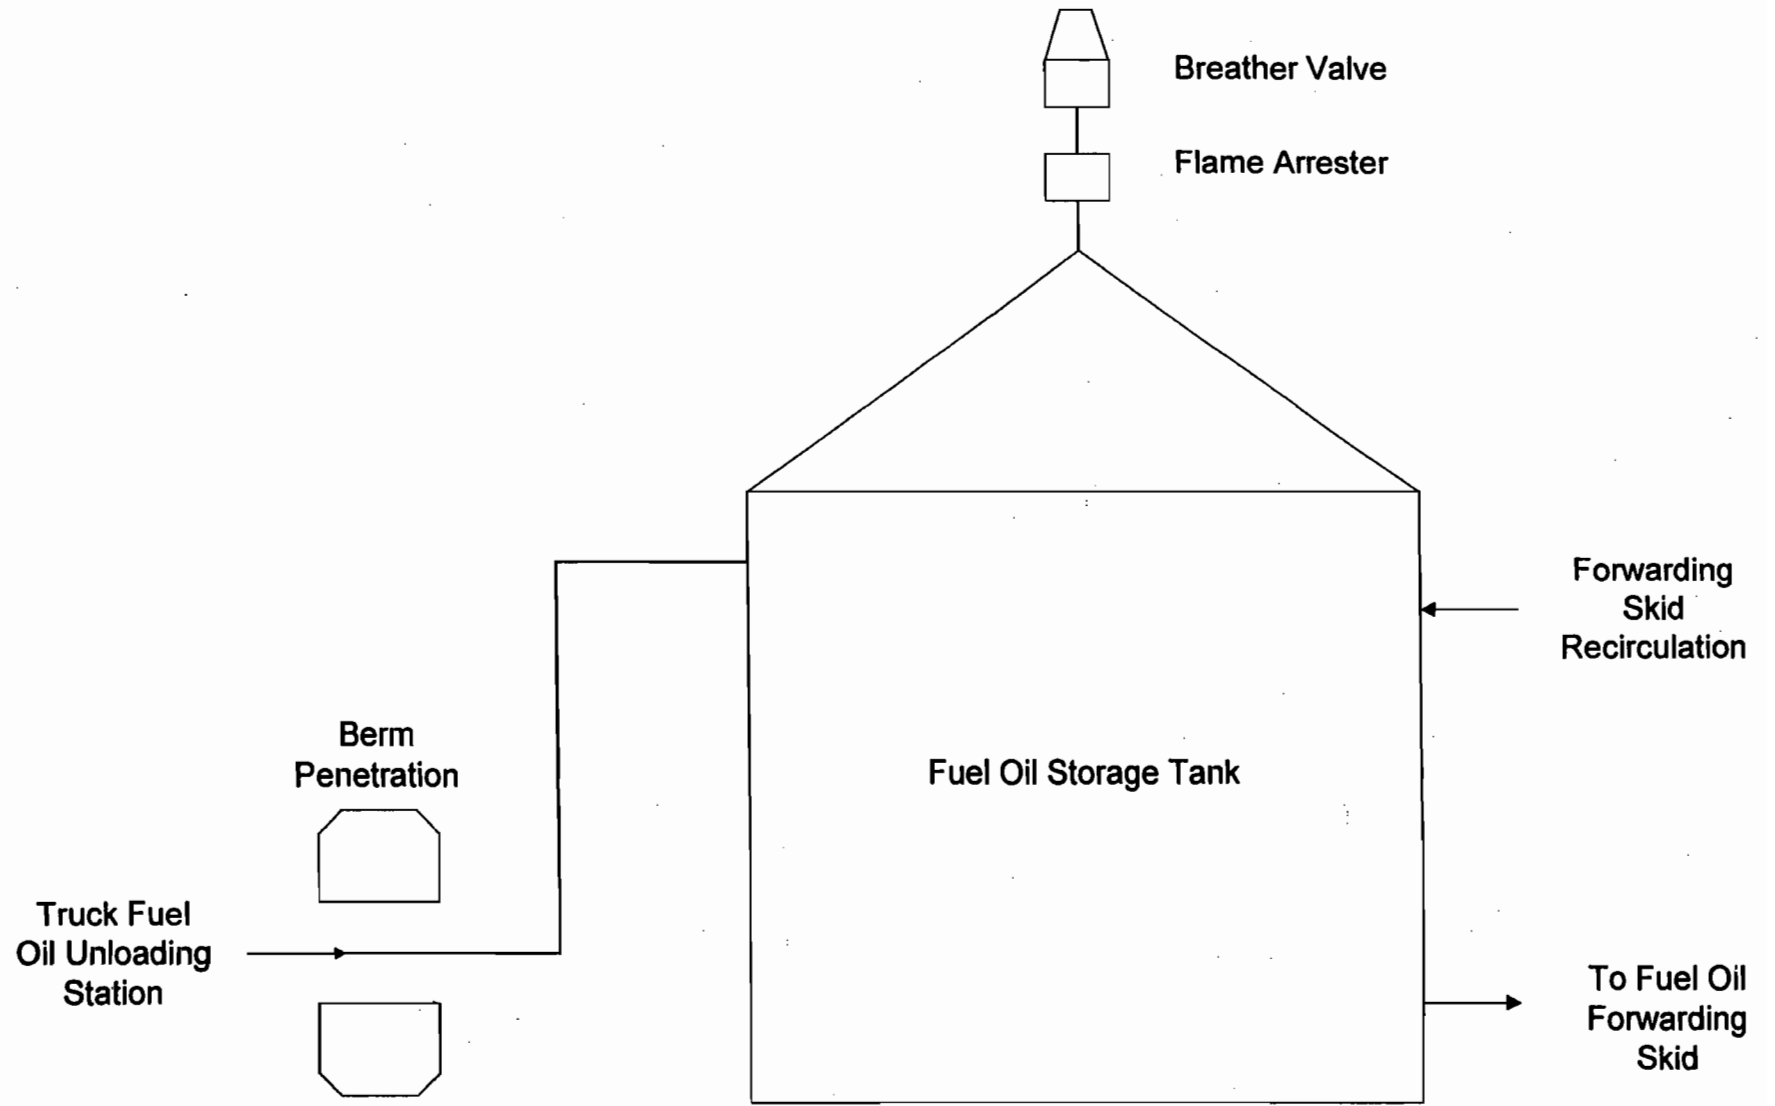 Breather Valve
Flame Arrester
Forwarding
Skid
Recirculation
Berm
Penetration
Fuel Oil Storage Tank
Truck Fuel
Oil Unloading
Station
To Fuel Oil
Forwarding
Skid